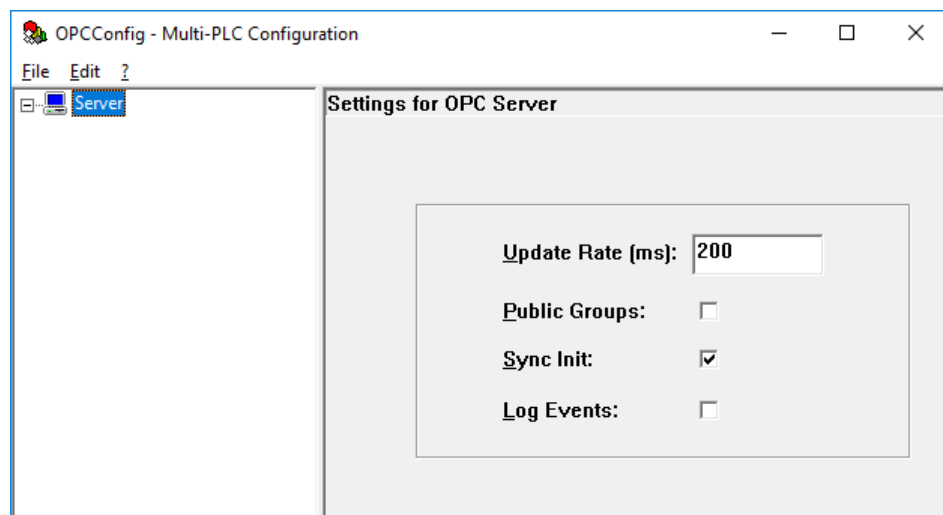 OPCConfig - Multi-PLC Configuration
File Edit ?
Server
Settings for OPC Server
Update Rate (ms): 200
Public Groups:
Sync Init:
Log Events: